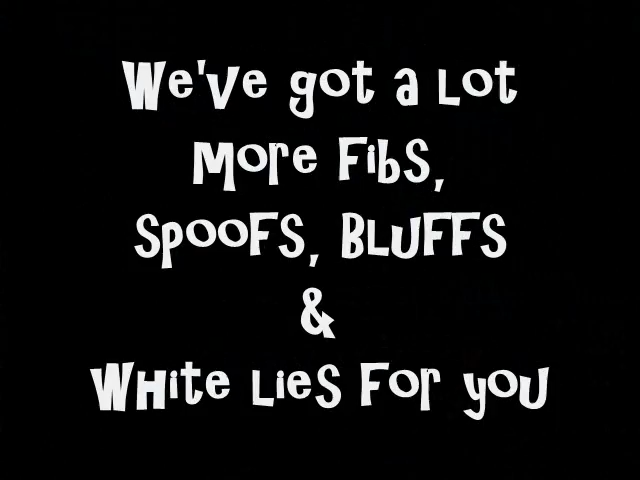 We've got a lot
More Fibs,
Spoofs, Bluffs
&
White Lies For you